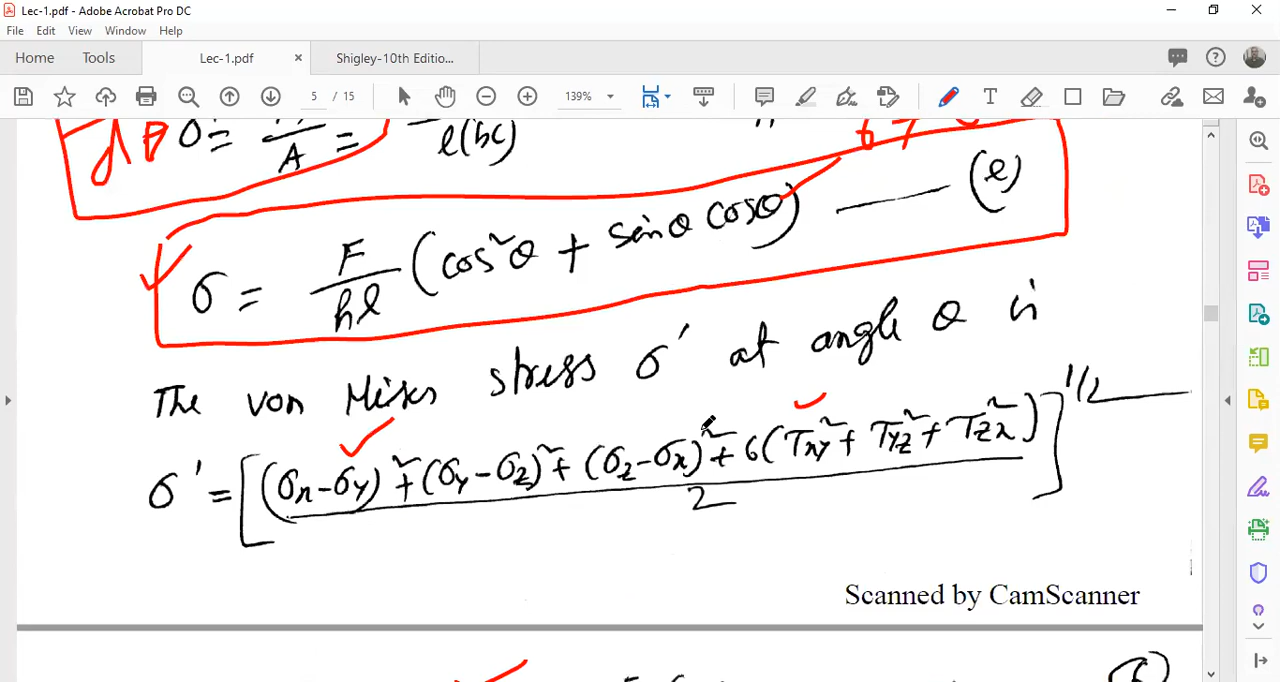 Lec-1.pdf - Adobe Acrobat Pro DC
File Edit View Window Help
Home Tools Lec-1.pdf × Shigley-10th Editio...
5 / 15 139%
σ = = l(bc)
A
σ = F/hl (cos²θ + sinθ cosθ) —— (e)
The von Mises stress σ' at angle θ is
σ' = [((σx-σy)² + (σy-σz)² + (σz-σx)² + 6(τxy² + τyz² + τzx²))/2]^1/2
Scanned by CamScanner